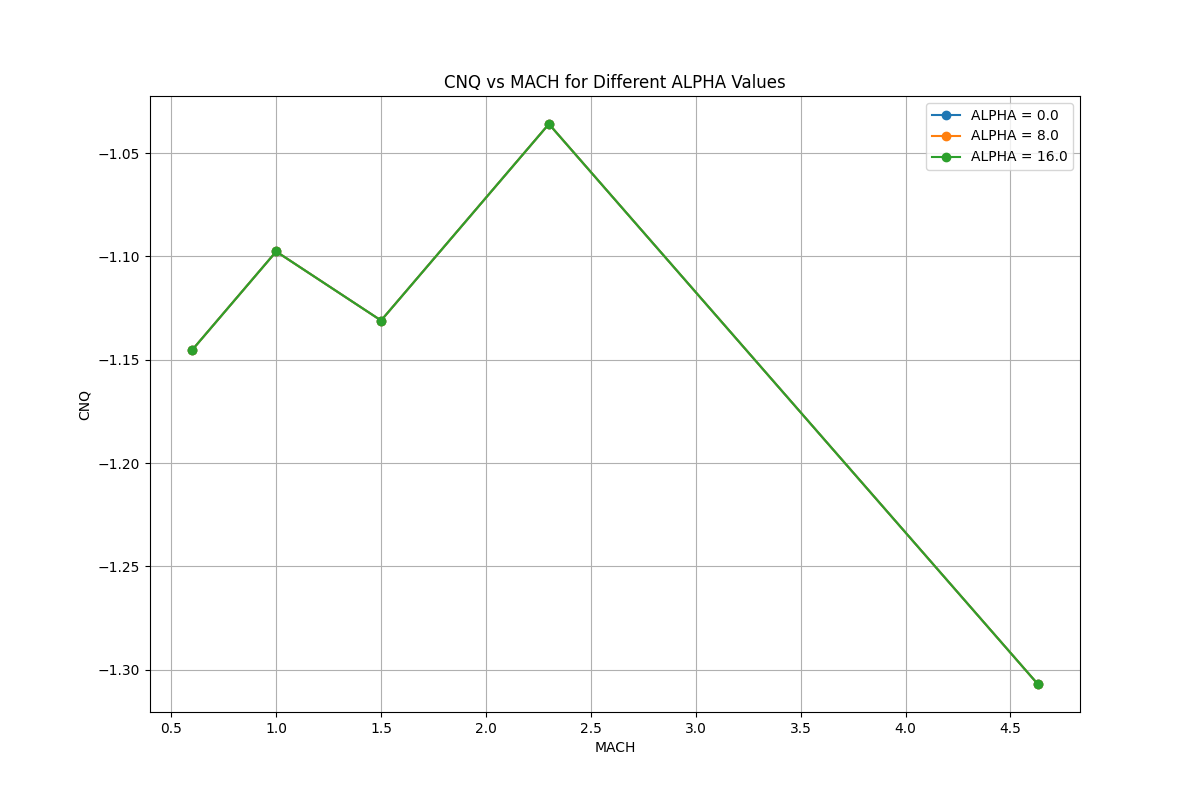 CNQ vs MACH for Different ALPHA Values
ALPHA = 0.0
ALPHA = 8.0
ALPHA = 16.0
−1.05
−1.10
−1.15
−1.20
−1.25
−1.30
CNQ
0.5 1.0 1.5 2.0 2.5 3.0 3.5 4.0 4.5
MACH